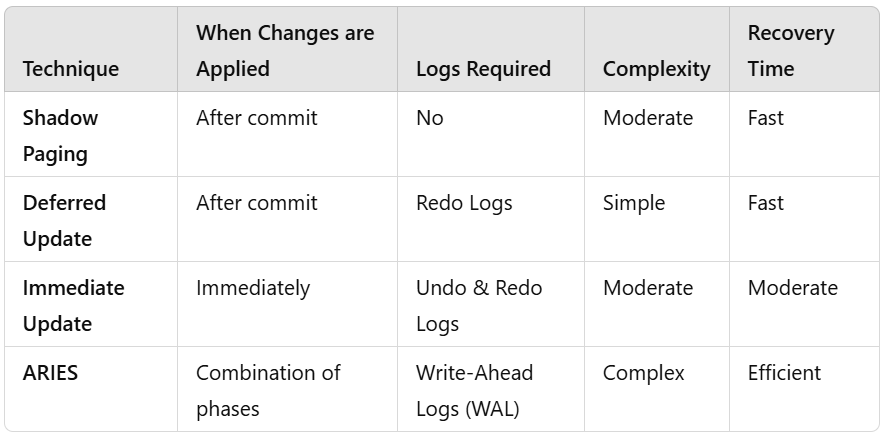 Technique
When Changes are
Applied
Logs Required
Complexity
Recovery
Time
Shadow
Paging
After commit
No
Moderate
Fast
Deferred
Update
After commit
Redo Logs
Simple
Fast
Immediate
Update
Immediately
Undo & Redo
Logs
Moderate
Moderate
ARIES
Combination of
phases
Write-Ahead
Logs (WAL)
Complex
Efficient